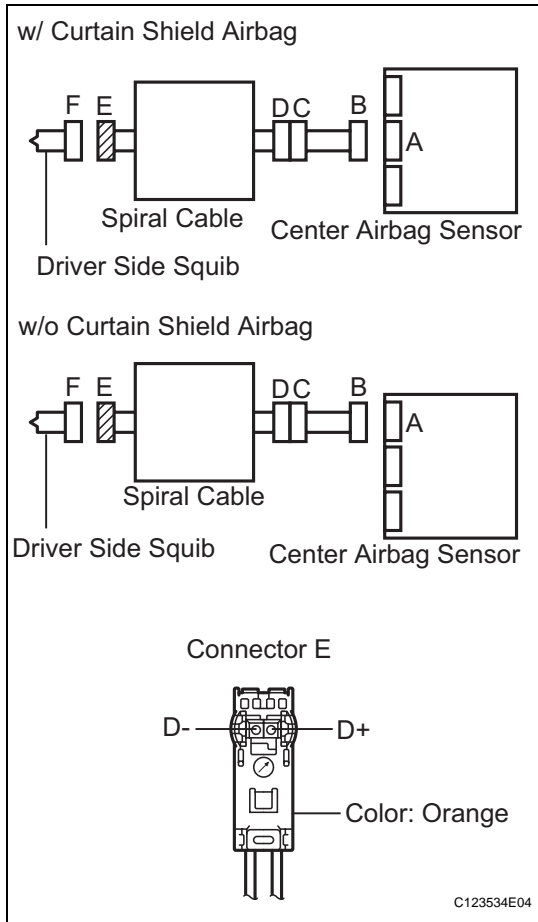 w/ Curtain Shield Airbag
F E D C B
A
Spiral Cable
Center Airbag Sensor
Driver Side Squib
w/o Curtain Shield Airbag
F E D C B
A
Spiral Cable
Driver Side Squib
Center Airbag Sensor
Connector E
D- D+
Color: Orange
C123534E04